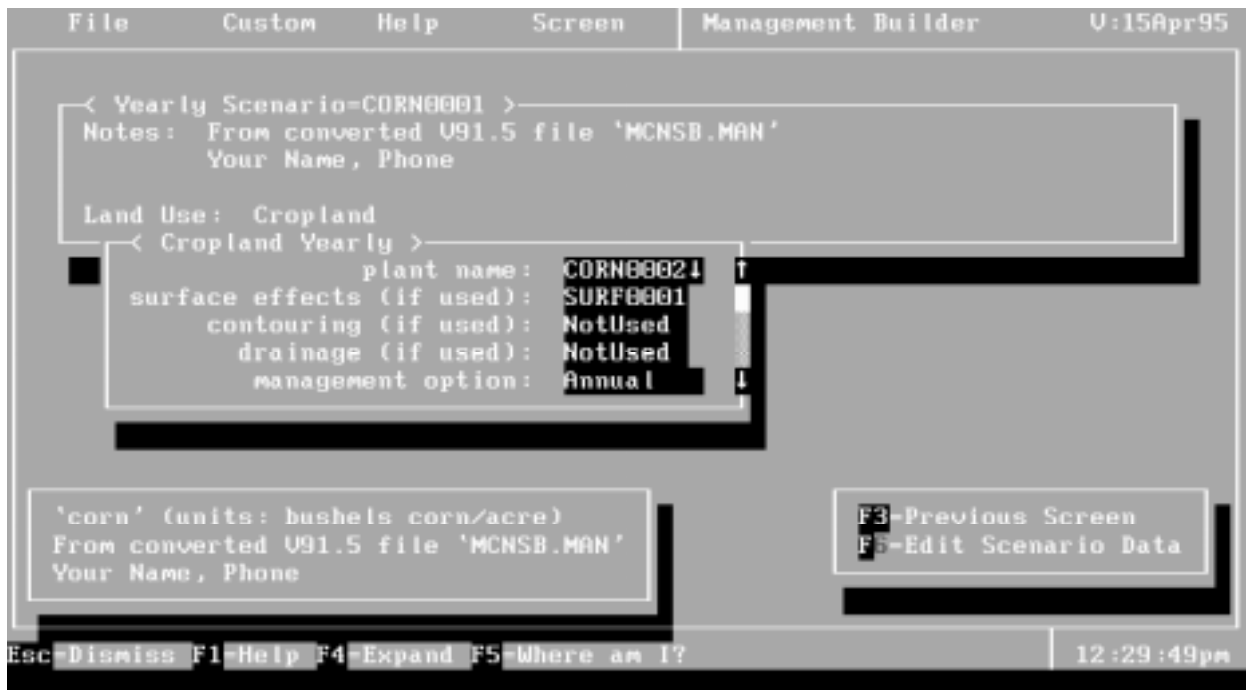 File Custom Help Screen Management Builder V:15Apr95
< Yearly Scenario=CORN0001 >
Notes: From converted V91.5 file 'MCNSB.MAN'
Your Name, Phone
Land Use: Cropland
< Cropland Yearly >
plant name: CORN0002↓ ↑
surface effects (if used): SURF0001
contouring (if used): NotUsed
drainage (if used): NotUsed
management option: Annual ↓
'corn' (units: bushels corn/acre)
From converted V91.5 file 'MCNSB.MAN'
Your Name, Phone
F3-Previous Screen
F6-Edit Scenario Data
Esc-Dismiss F1-Help F4-Expand F5-Where am I? 12:29:49pm